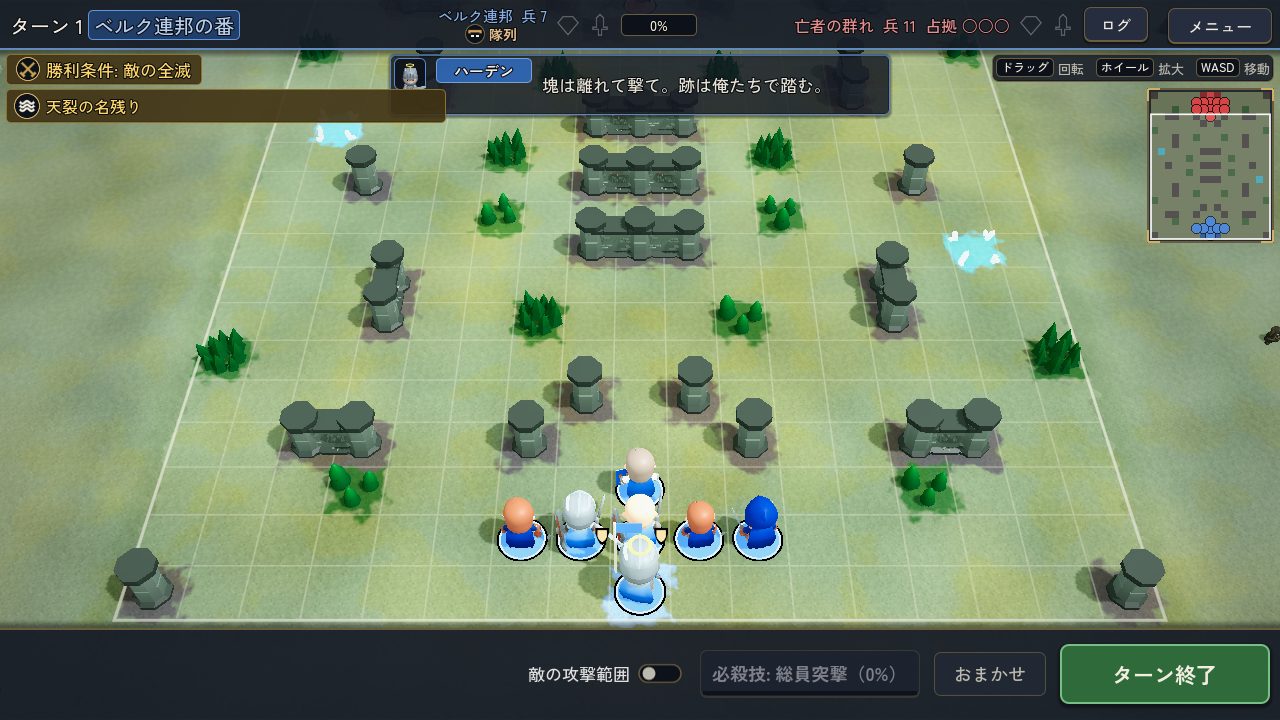 ターン 1 ベルク連邦の番
ベルク連邦 兵 7
隊列
0%
亡者の群れ 兵 11 占拠
ログ
メニュー
勝利条件: 敵の全滅
天裂の名残り
ハーデン
塊は離れて撃て。跡は俺たちで踏む。
ドラッグ 回転 ホイール 拡大 WASD 移動
敵の攻撃範囲
必殺技: 総員突撃（0%）
おまかせ
ターン終了